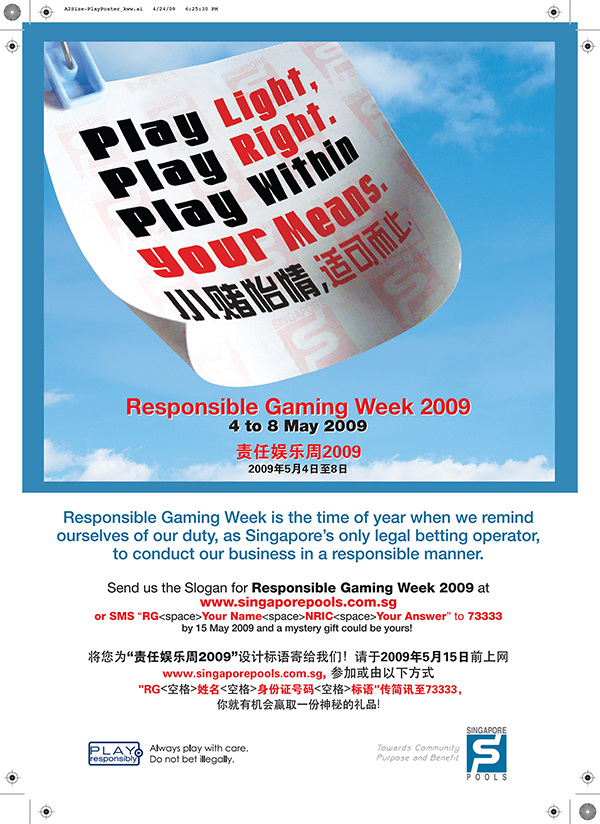 A2Size-PlayPoster_kww.ai 4/24/09 6:25:30 PM
Play Light,
Play Right.
Play Within
Your Means.
小赌怡情,适可而止.
SINGAPORE
Responsible Gaming Week 2009
4 to 8 May 2009
责任娱乐周2009
2009年5月4日至8日
Responsible Gaming Week is the time of year when we remind
ourselves of our duty, as Singapore's only legal betting operator,
to conduct our business in a responsible manner.
Send us the Slogan for Responsible Gaming Week 2009 at
www.singaporepools.com.sg
or SMS "RG<space>Your Name<space>NRIC<space>Your Answer" to 73333
by 15 May 2009 and a mystery gift could be yours!
将您为“责任娱乐周2009”设计标语寄给我们！请于2009年5月15日前上网
www.singaporepools.com.sg, 参加或由以下方式
"RG<空格>姓名<空格>身份证号码<空格>标语"传简讯至73333，
你就有机会赢取一份神秘的礼品!
PLAY
responsibly
Always play with care.
Do not bet illegally.
Towards Community
Purpose and Benefit
SINGAPORE
POOLS